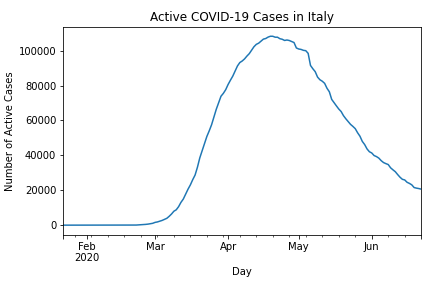 Active COVID-19 Cases in Italy
Number of Active Cases
100000
80000
60000
40000
20000
0
Feb Mar Apr May Jun
2020
Day